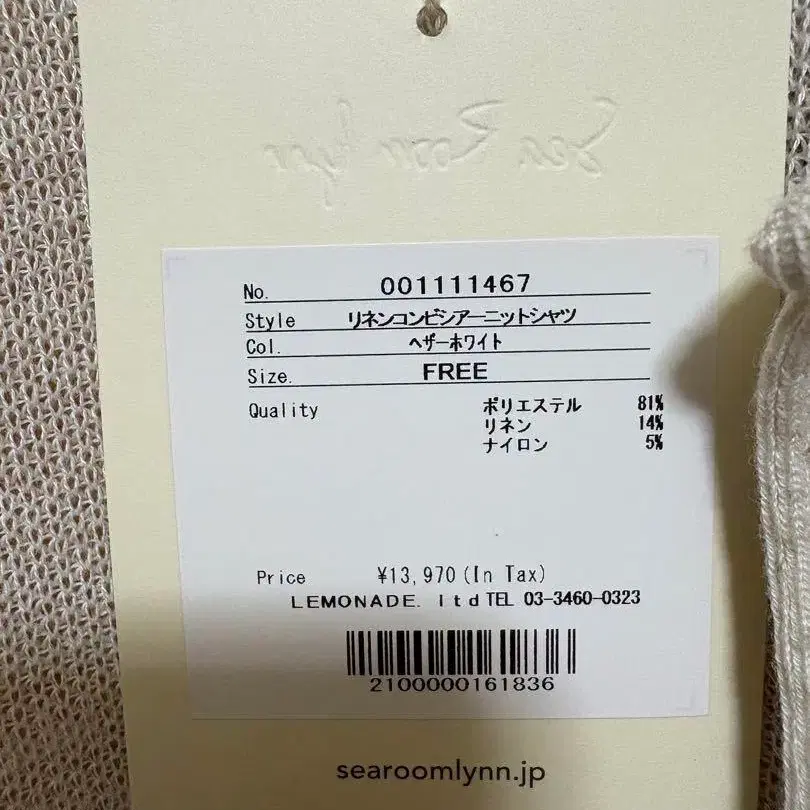 Sea Room lynn
No. 001111467
Style リネンコンビシアーニットシャツ
Col. ヘザーホワイト
Size. FREE
Quality ポリエステル 81%
リネン 14%
ナイロン 5%
Price ¥13,970(In Tax)
LEMONADE. ltd TEL 03-3460-0323
2100000161836
searoomlynn.jp